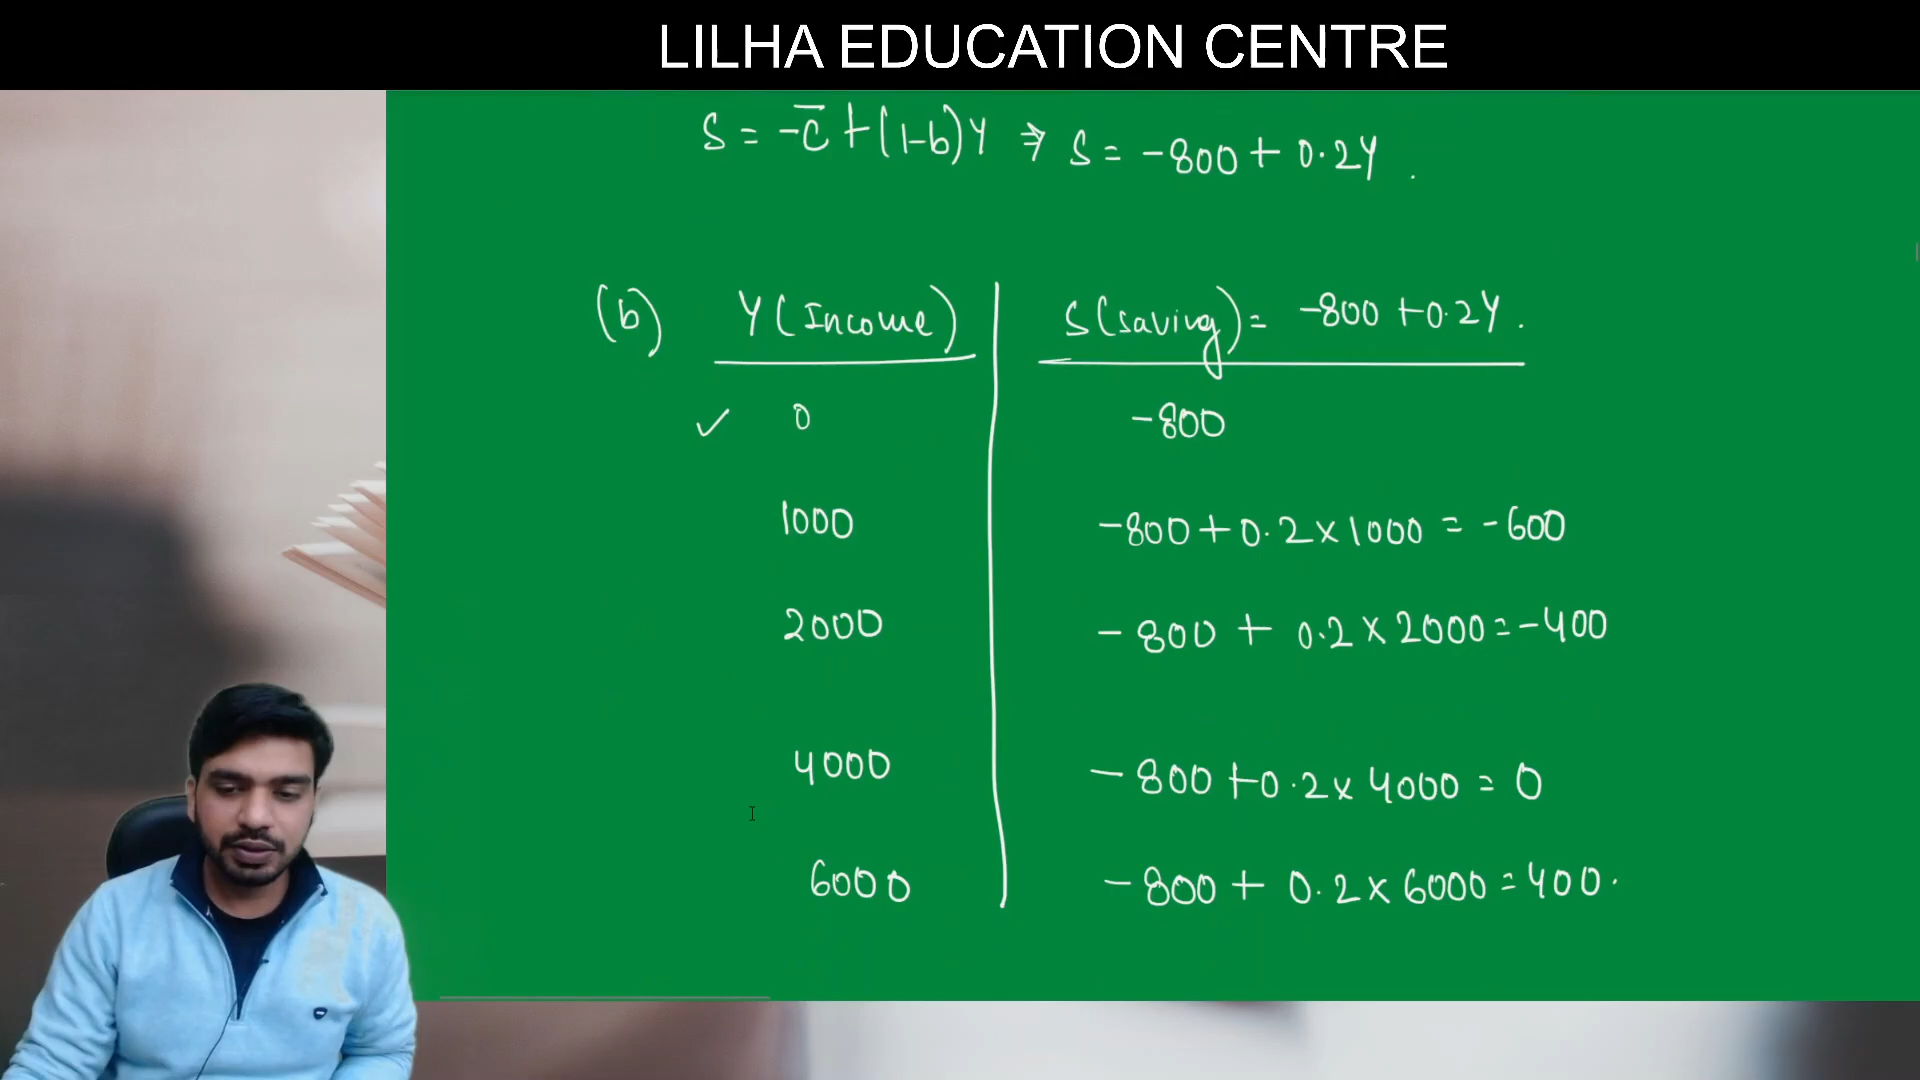 LILHA EDUCATION CENTRE
S = -C̅ + (1-b)Y ⇒ S = -800 + 0.2Y .
(b) Y (Income) S (saving) = -800 + 0.2Y .
✓ 0 -800
1000 -800 + 0.2 x 1000 = -600
2000 - 800 + 0.2 x 2000 = -400
4000 - 800 + 0.2 x 4000 = 0
6000 - 800 + 0.2 x 6000 = 400 .